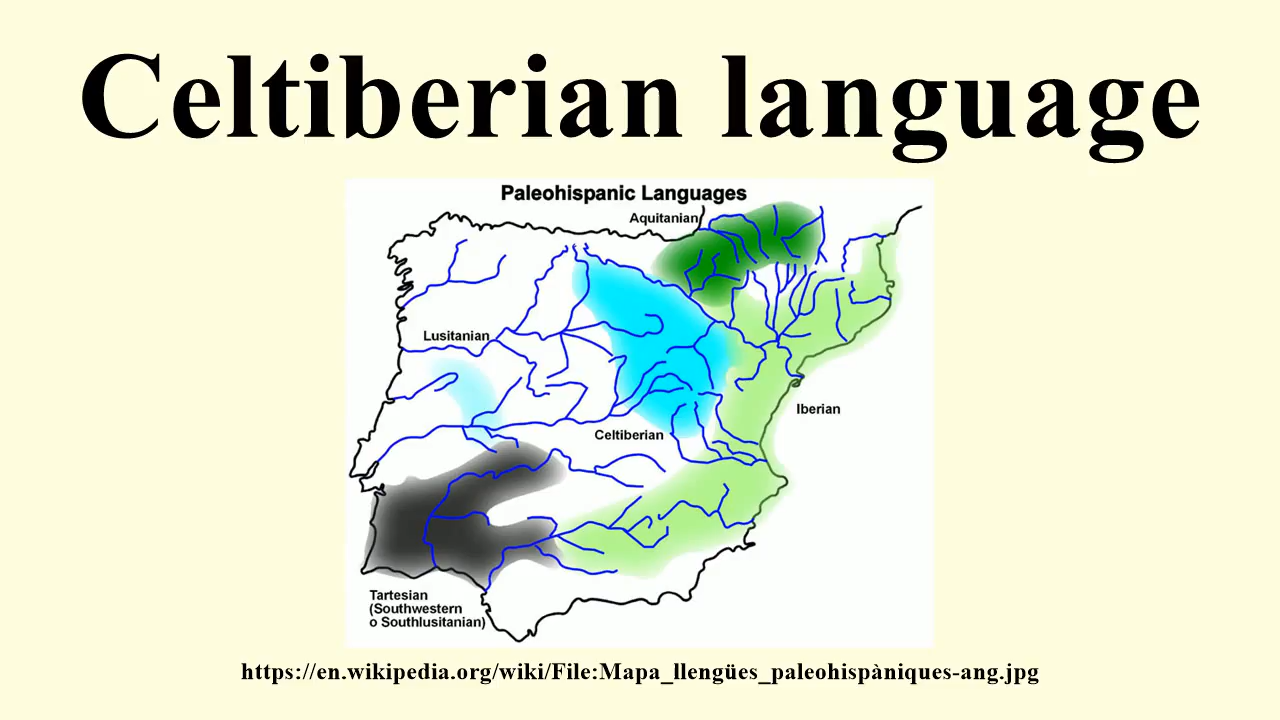 Celtiberian language
Paleohispanic Languages
Aquitanian
Lusitanian
Iberian
Celtiberian
Tartesian
(Southwestern
o Southlusitanian)
https://en.wikipedia.org/wiki/File:Mapa_llengües_paleohispàniques-ang.jpg